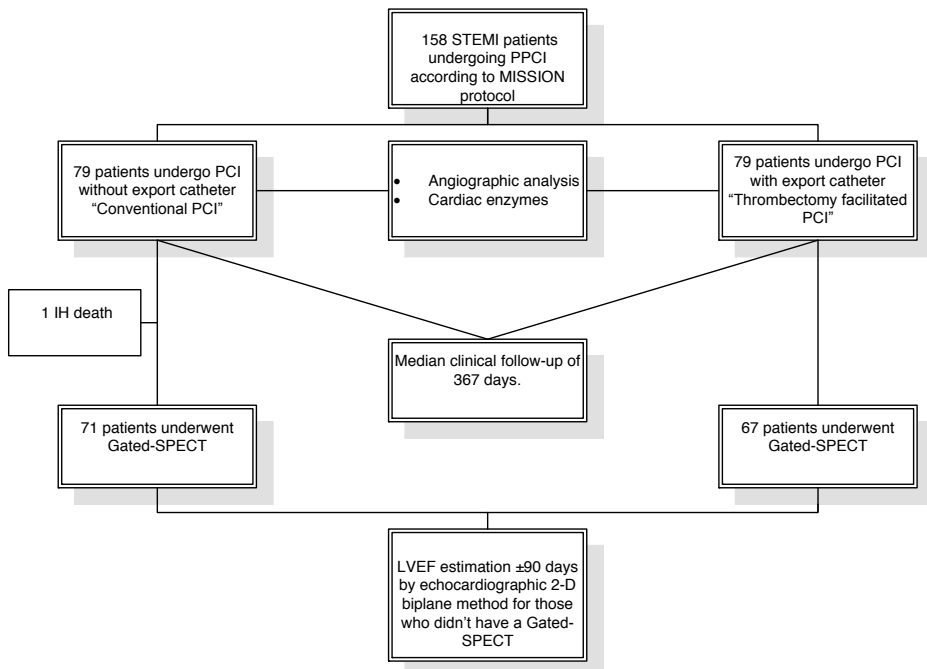 158 STEMI patients
undergoing PPCI
according to MISSION
protocol
79 patients undergo PCI
without export catheter
“Conventional PCI”
• Angiographic analysis
• Cardiac enzymes
79 patients undergo PCI
with export catheter
“Thrombectomy facilitated
PCI”
1 IH death
Median clinical follow-up of
367 days.
71 patients underwent
Gated-SPECT
67 patients underwent
Gated-SPECT
LVEF estimation ±90 days
by echocardiographic 2-D
biplane method for those
who didn’t have a Gated-
SPECT